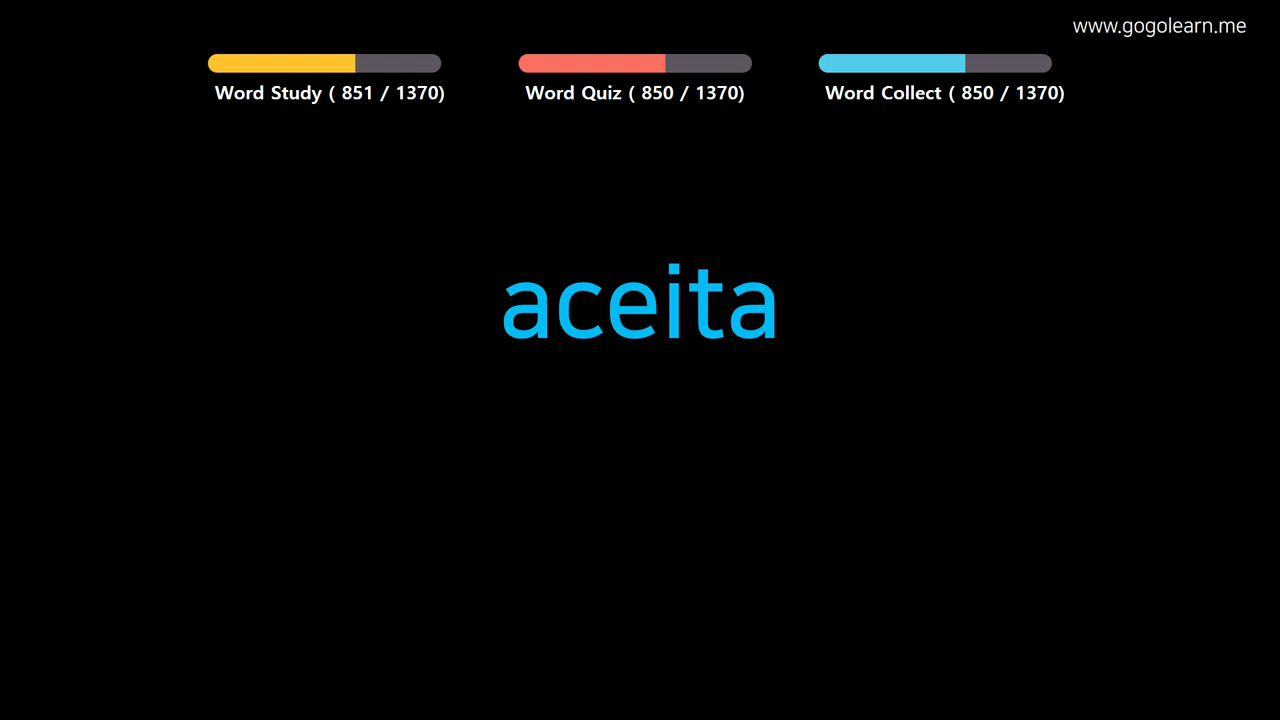 www.gogolearn.me
Word Study ( 851 / 1370)
Word Quiz ( 850 / 1370)
Word Collect ( 850 / 1370)
aceita